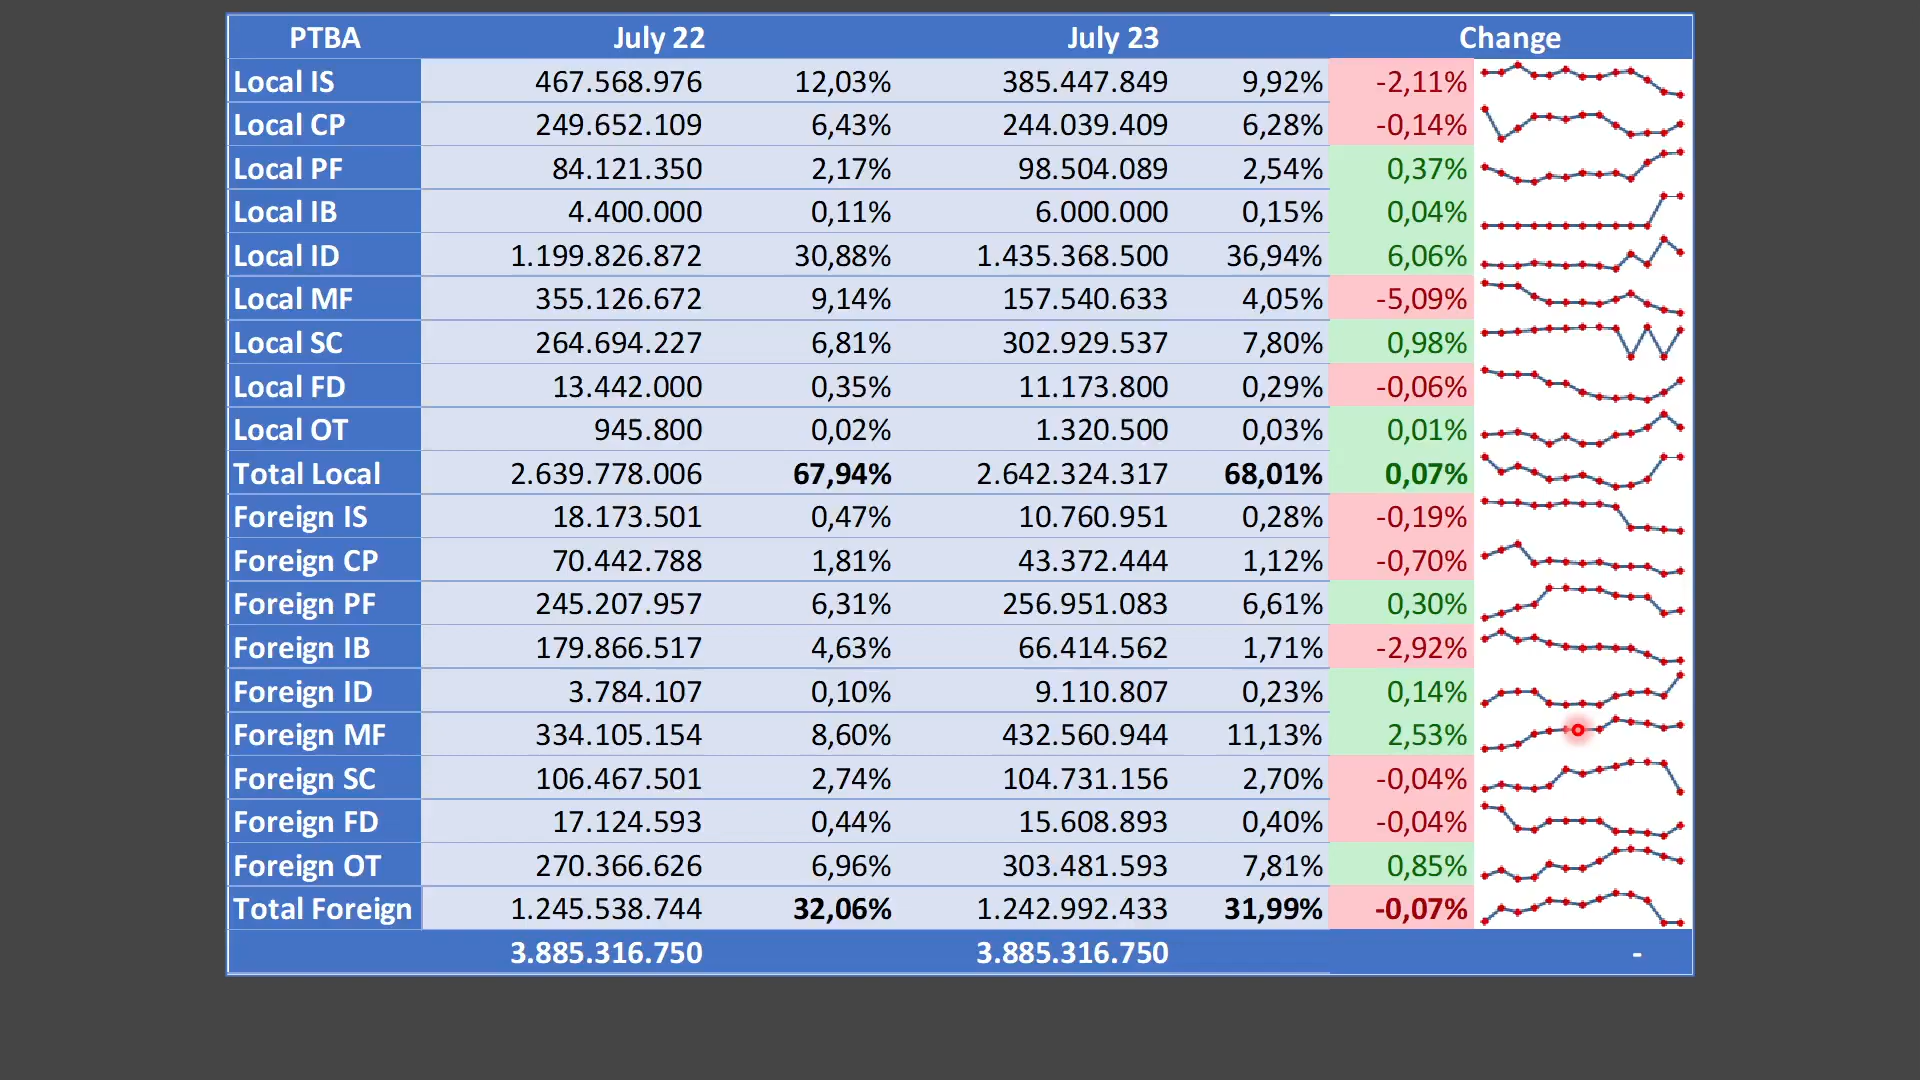 PTBA July 22 July 23 Change
Local IS 467.568.976 12,03% 385.447.849 9,92% -2,11%
Local CP 249.652.109 6,43% 244.039.409 6,28% -0,14%
Local PF 84.121.350 2,17% 98.504.089 2,54% 0,37%
Local IB 4.400.000 0,11% 6.000.000 0,15% 0,04%
Local ID 1.199.826.872 30,88% 1.435.368.500 36,94% 6,06%
Local MF 355.126.672 9,14% 157.540.633 4,05% -5,09%
Local SC 264.694.227 6,81% 302.929.537 7,80% 0,98%
Local FD 13.442.000 0,35% 11.173.800 0,29% -0,06%
Local OT 945.800 0,02% 1.320.500 0,03% 0,01%
Total Local 2.639.778.006 67,94% 2.642.324.317 68,01% 0,07%
Foreign IS 18.173.501 0,47% 10.760.951 0,28% -0,19%
Foreign CP 70.442.788 1,81% 43.372.444 1,12% -0,70%
Foreign PF 245.207.957 6,31% 256.951.083 6,61% 0,30%
Foreign IB 179.866.517 4,63% 66.414.562 1,71% -2,92%
Foreign ID 3.784.107 0,10% 9.110.807 0,23% 0,14%
Foreign MF 334.105.154 8,60% 432.560.944 11,13% 2,53%
Foreign SC 106.467.501 2,74% 104.731.156 2,70% -0,04%
Foreign FD 17.124.593 0,44% 15.608.893 0,40% -0,04%
Foreign OT 270.366.626 6,96% 303.481.593 7,81% 0,85%
Total Foreign 1.245.538.744 32,06% 1.242.992.433 31,99% -0,07%
3.885.316.750 3.885.316.750 -